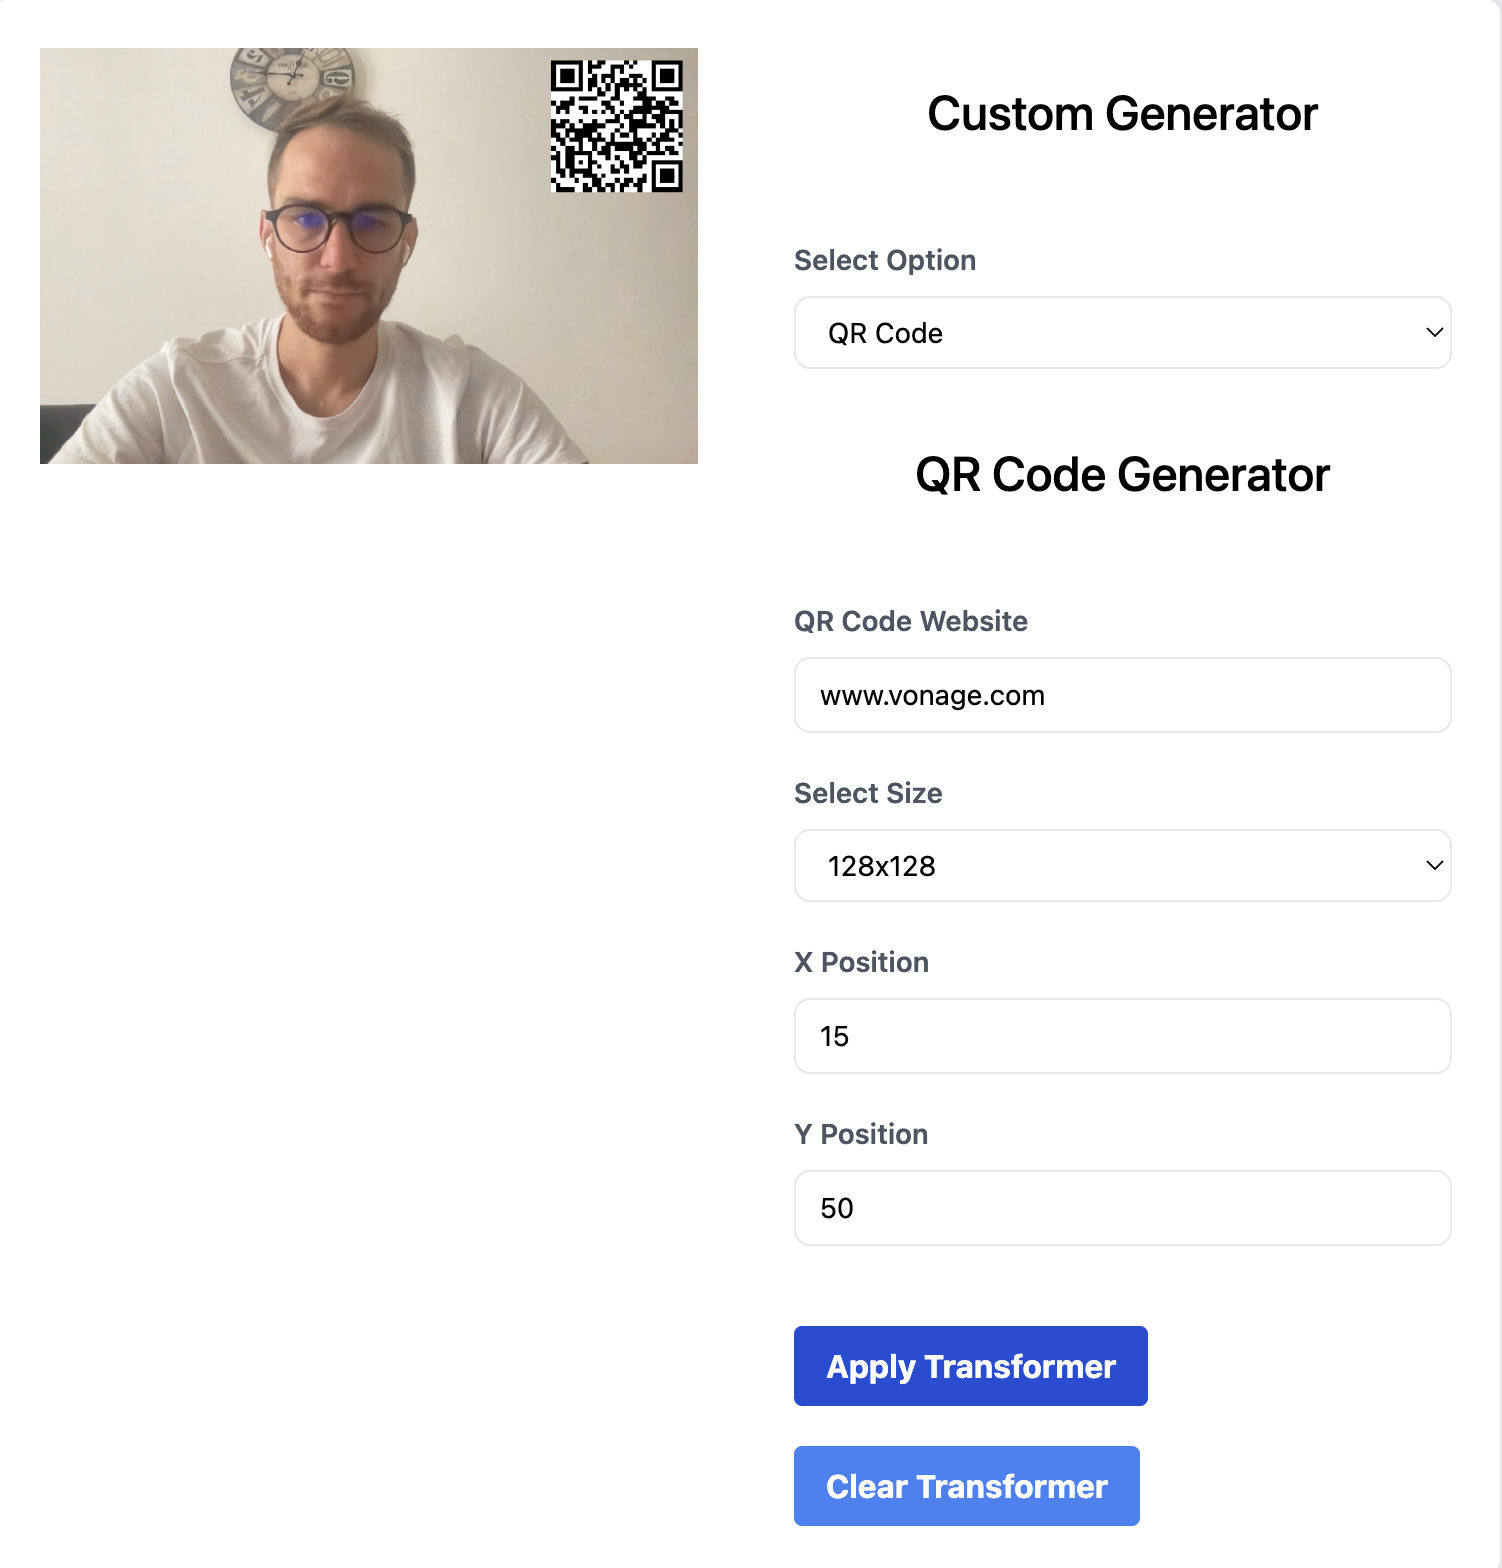 Custom Generator
Select Option
QR Code
QR Code Generator
QR Code Website
www.vonage.com
Select Size
128x128
X Position
15
Y Position
50
Apply Transformer
Clear Transformer